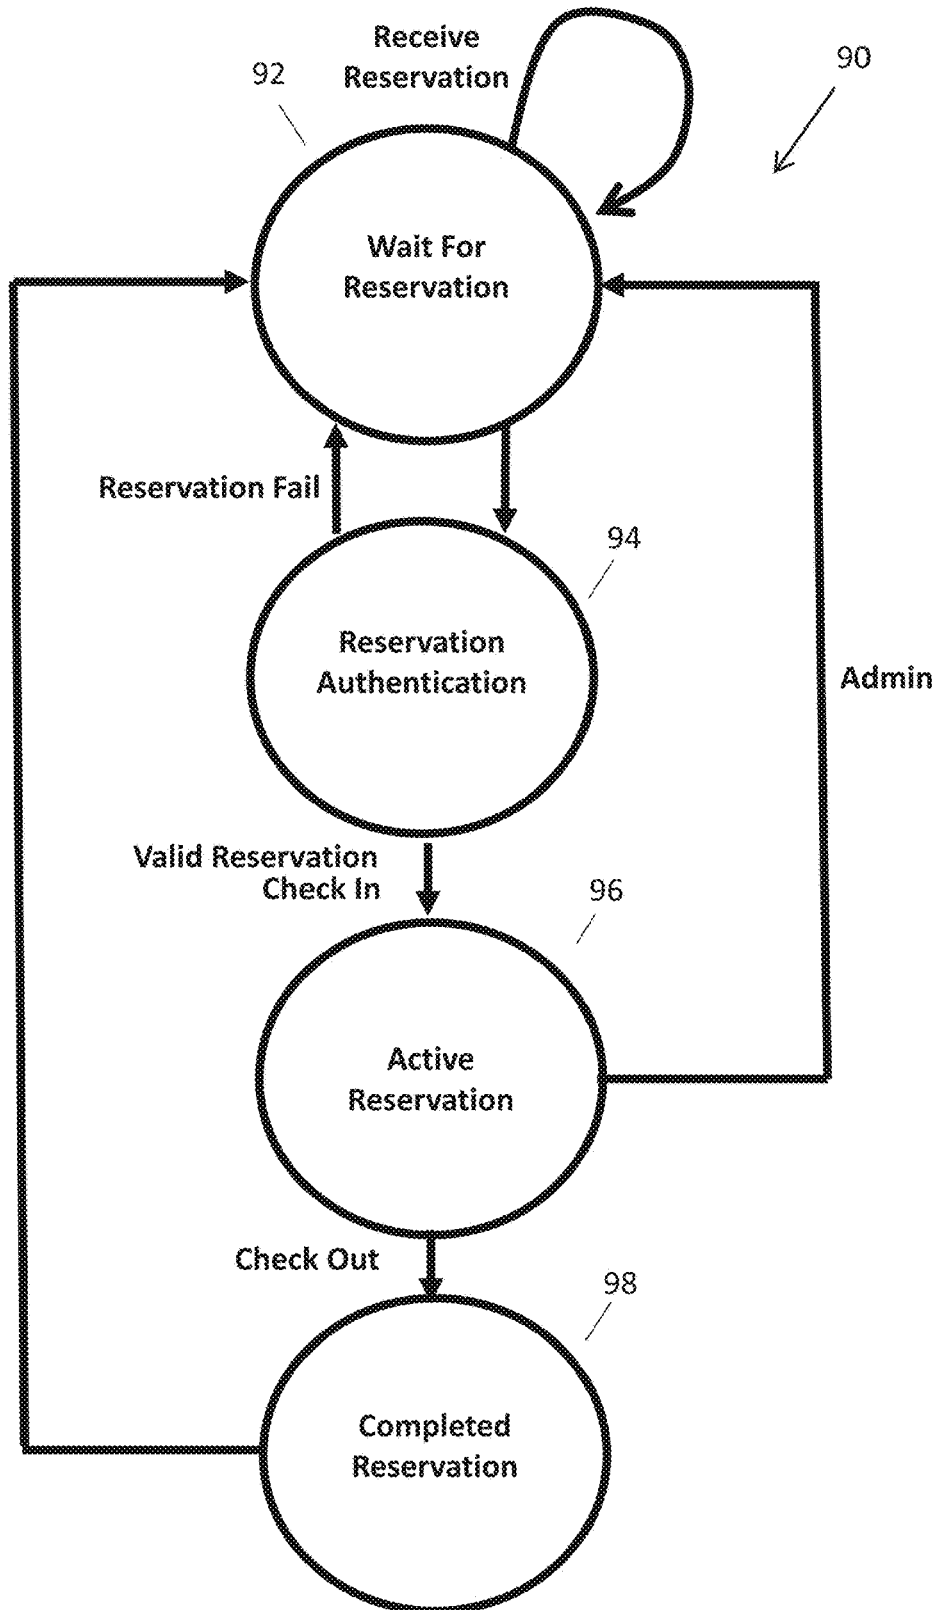 Receive
Reservation
92
90
Wait For
Reservation
Reservation Fail
94
Reservation
Authentication
Admin
Valid Reservation
Check In
96
Active
Reservation
Check Out
98
Completed
Reservation